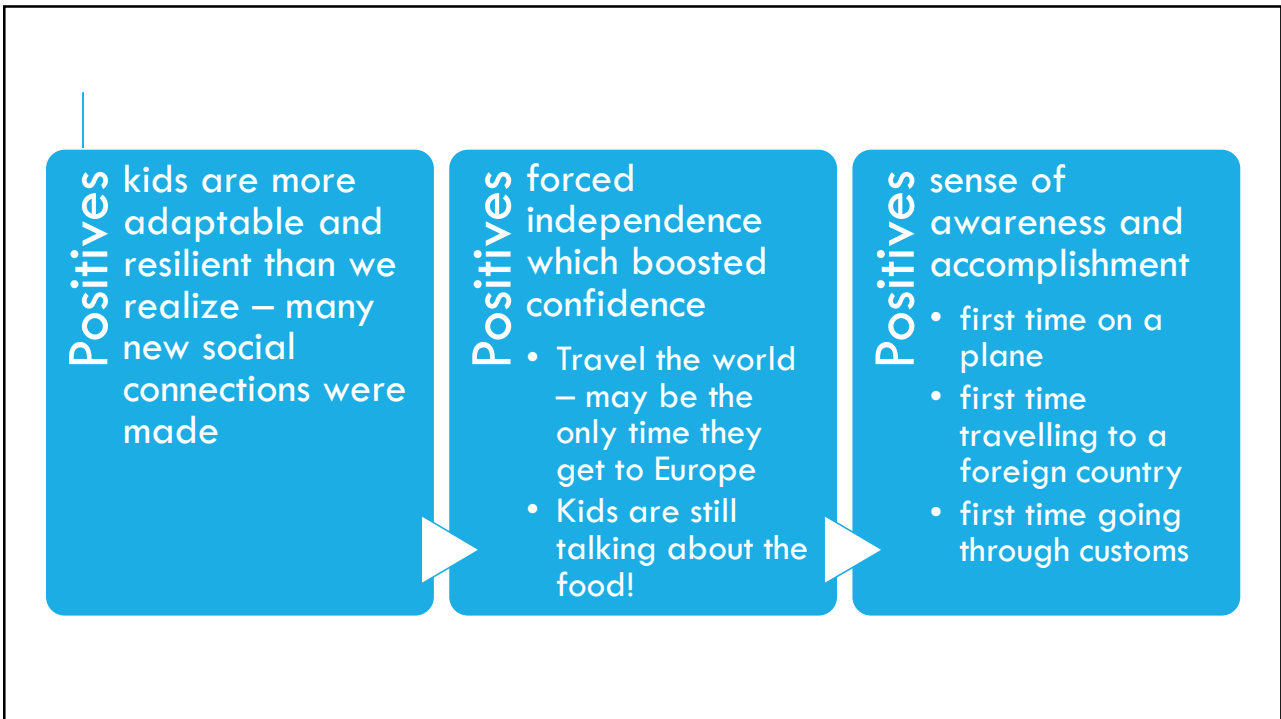 Positives
kids are more
adaptable and
resilient than we
realize – many
new social
connections were
made
Positives
forced
independence
which boosted
confidence
• Travel the world
– may be the
only time they
get to Europe
• Kids are still
talking about the
food!
Positives
sense of
awareness and
accomplishment
• first time on a
plane
• first time
travelling to a
foreign country
• first time going
through customs